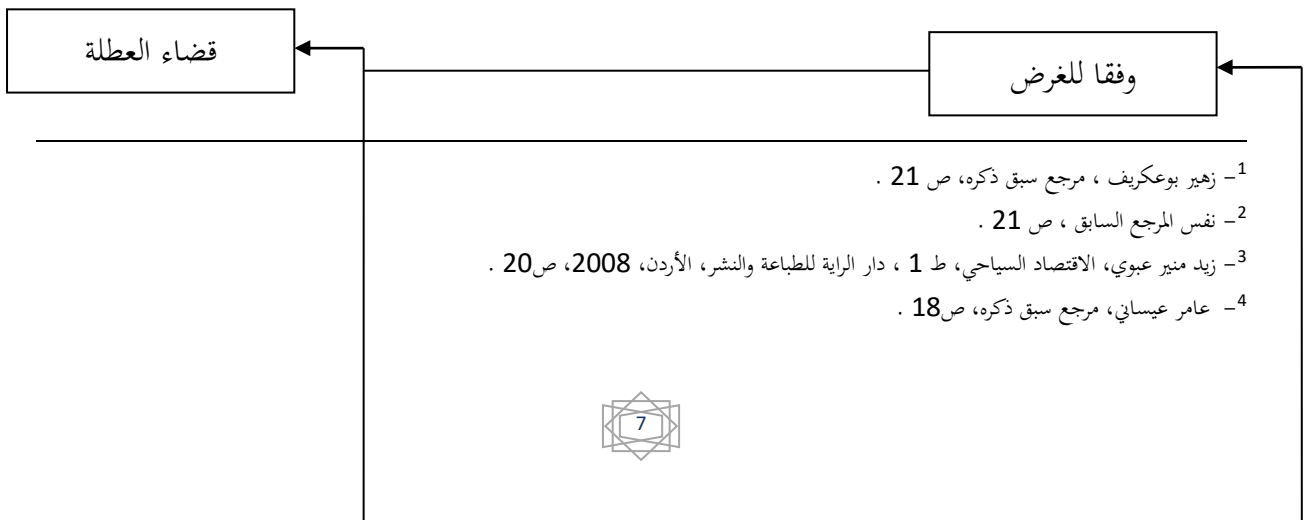 قضاء العطلة
وفقا للغرض
1– زهير بوعكريف ، مرجع سبق ذكره، ص 21 .
2– نفس المرجع السابق ، ص 21 .
3– زيد منير عبوي، الاقتصاد السياحي، ط 1 ، دار الراية للطباعة والنشر، الأردن، 2008، ص20 .
4– عامر عيساني، مرجع سبق ذكره، ص18 .
7